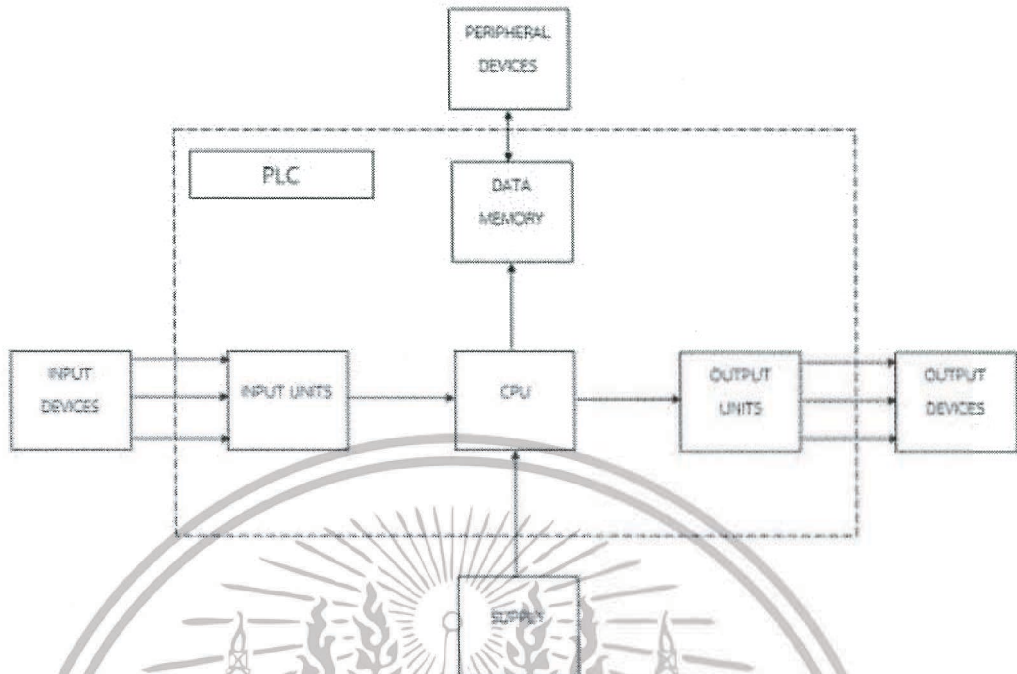 PERIPHERAL
DEVICES
PLC
DATA
MEMORY
INPUT
DEVICES
INPUT UNITS
CPU
OUTPUT
UNITS
OUTPUT
DEVICES
SUPPLY